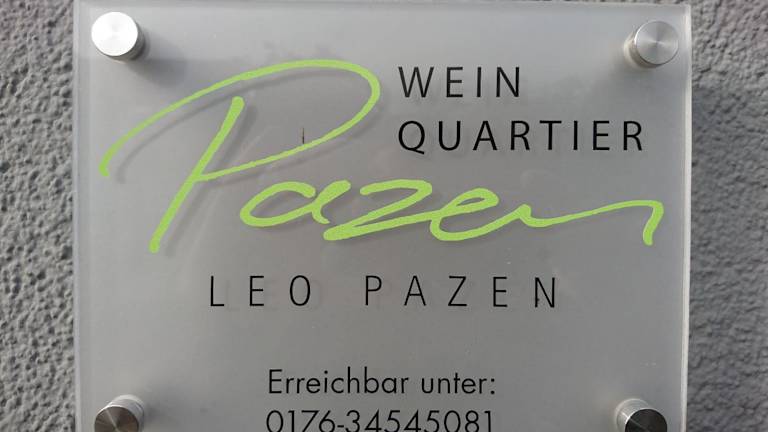 WEIN
QUARTIER
Pazen
LEO PAZEN
Erreichbar unter:
0176-34545081